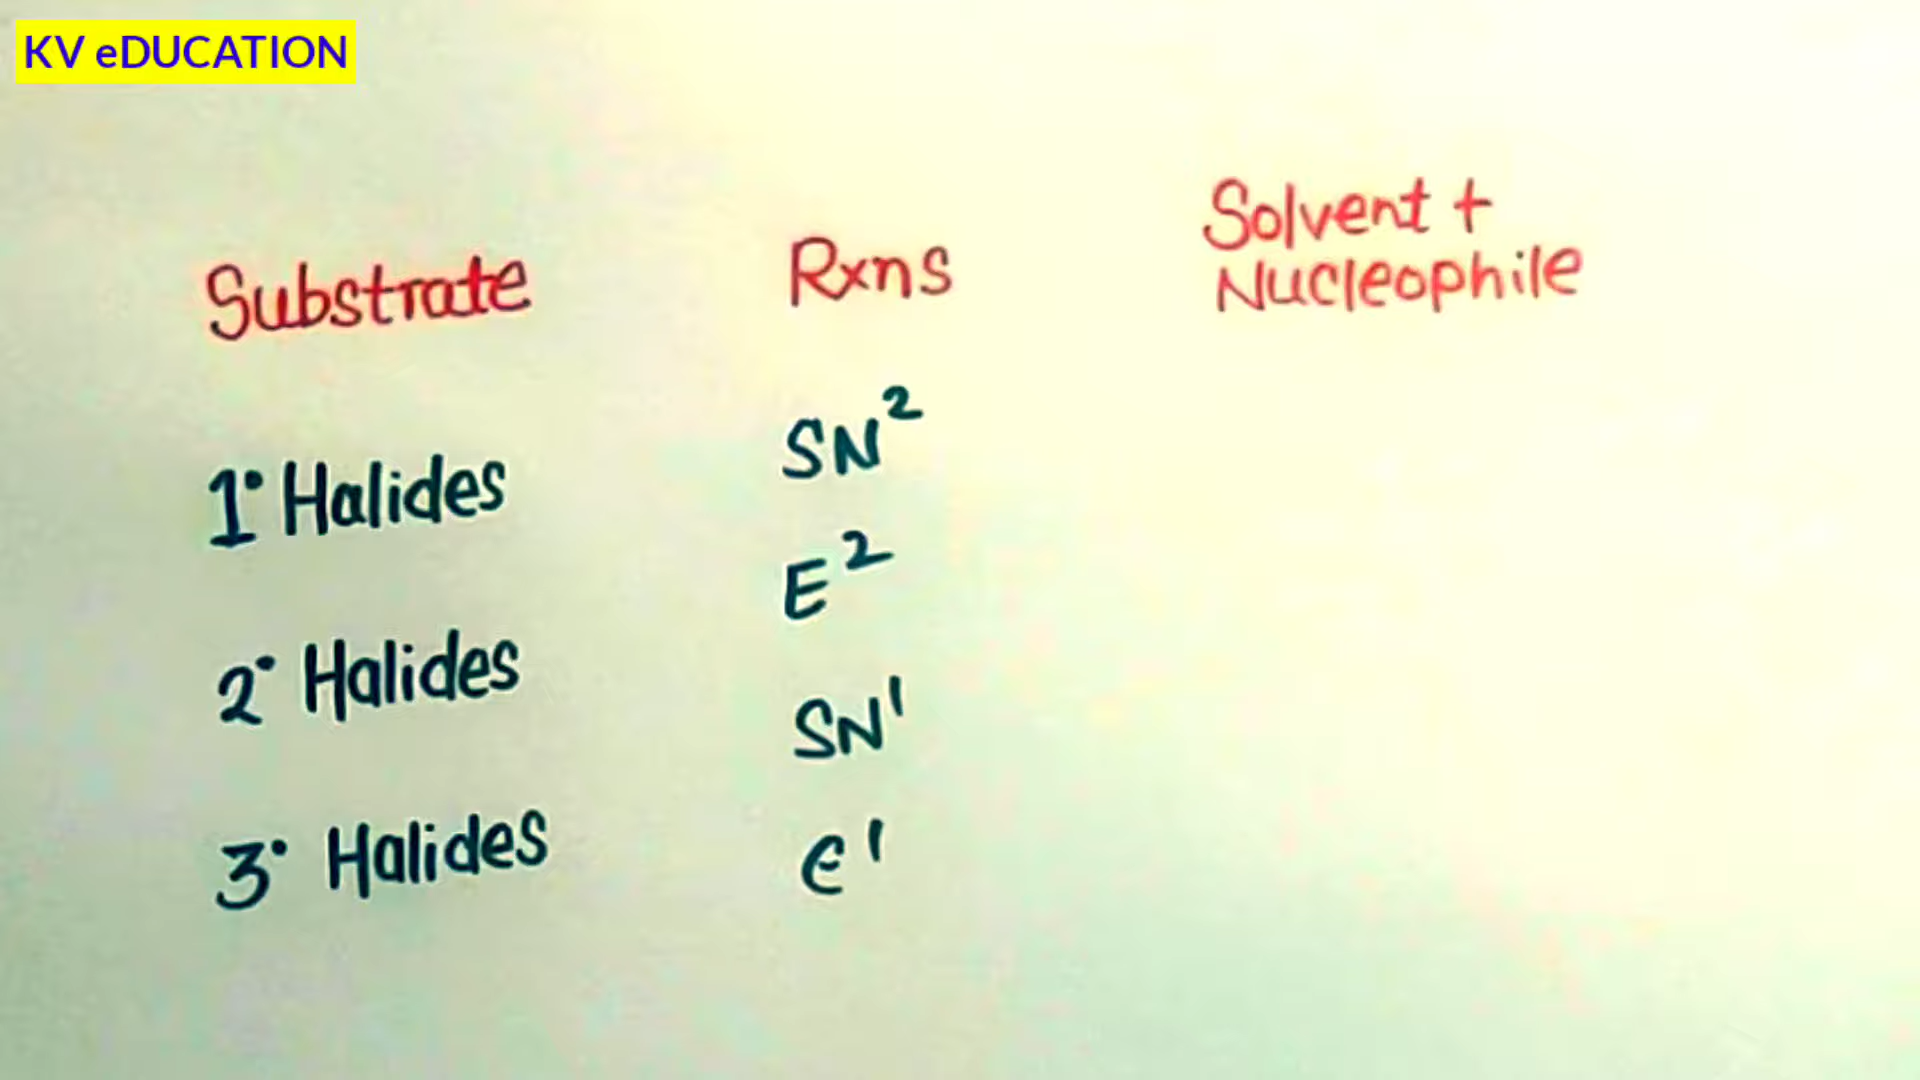 KV eDUCATION
Substrate
Rxns
Solvent +
Nucleophile
1° Halides
2° Halides
3° Halides
SN²
E²
SN¹
e¹